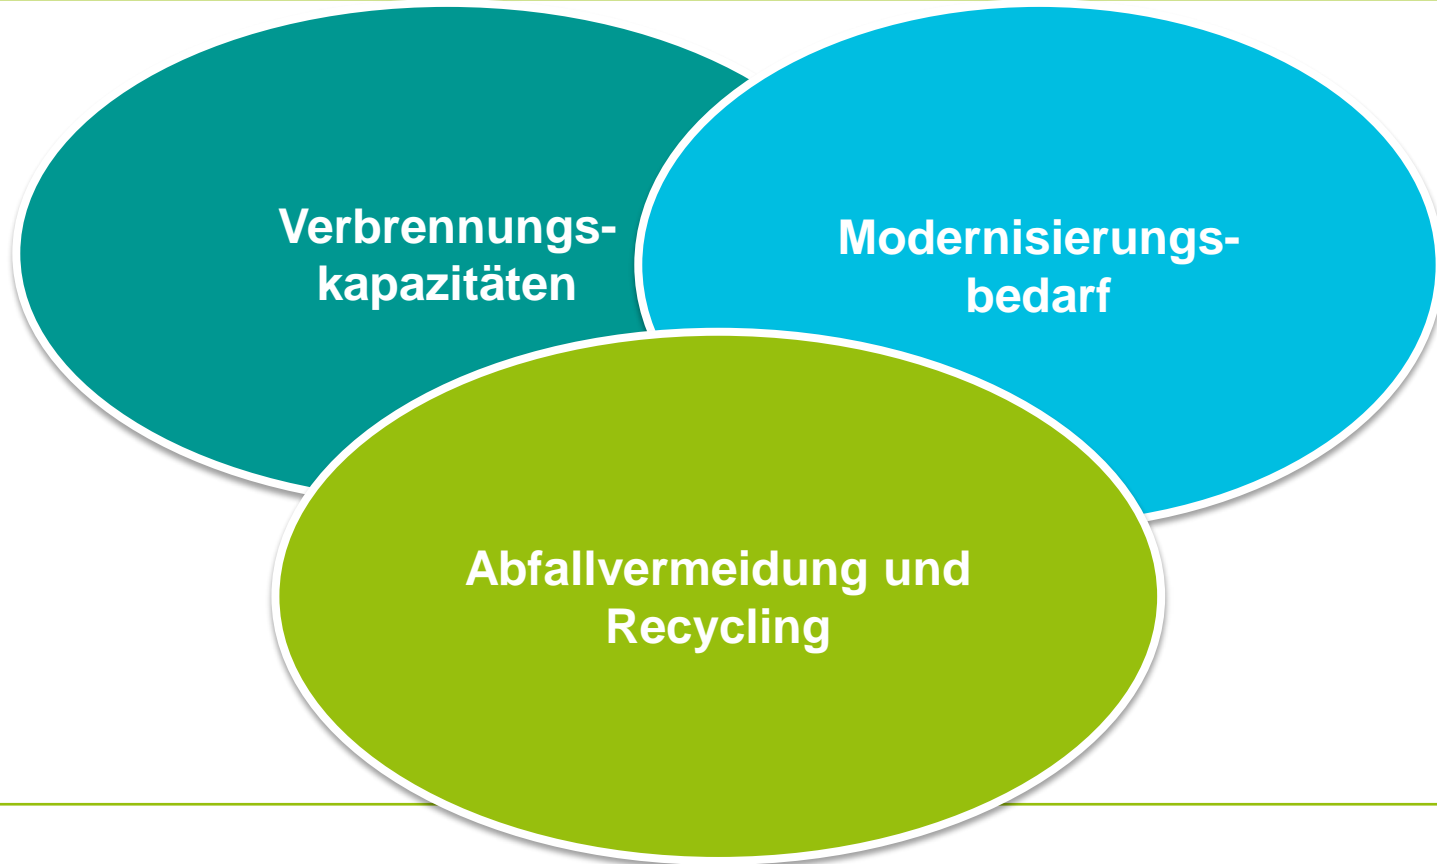 Verbrennungs-
kapazitäten
Modernisierungs-
bedarf
Abfallvermeidung und
Recycling